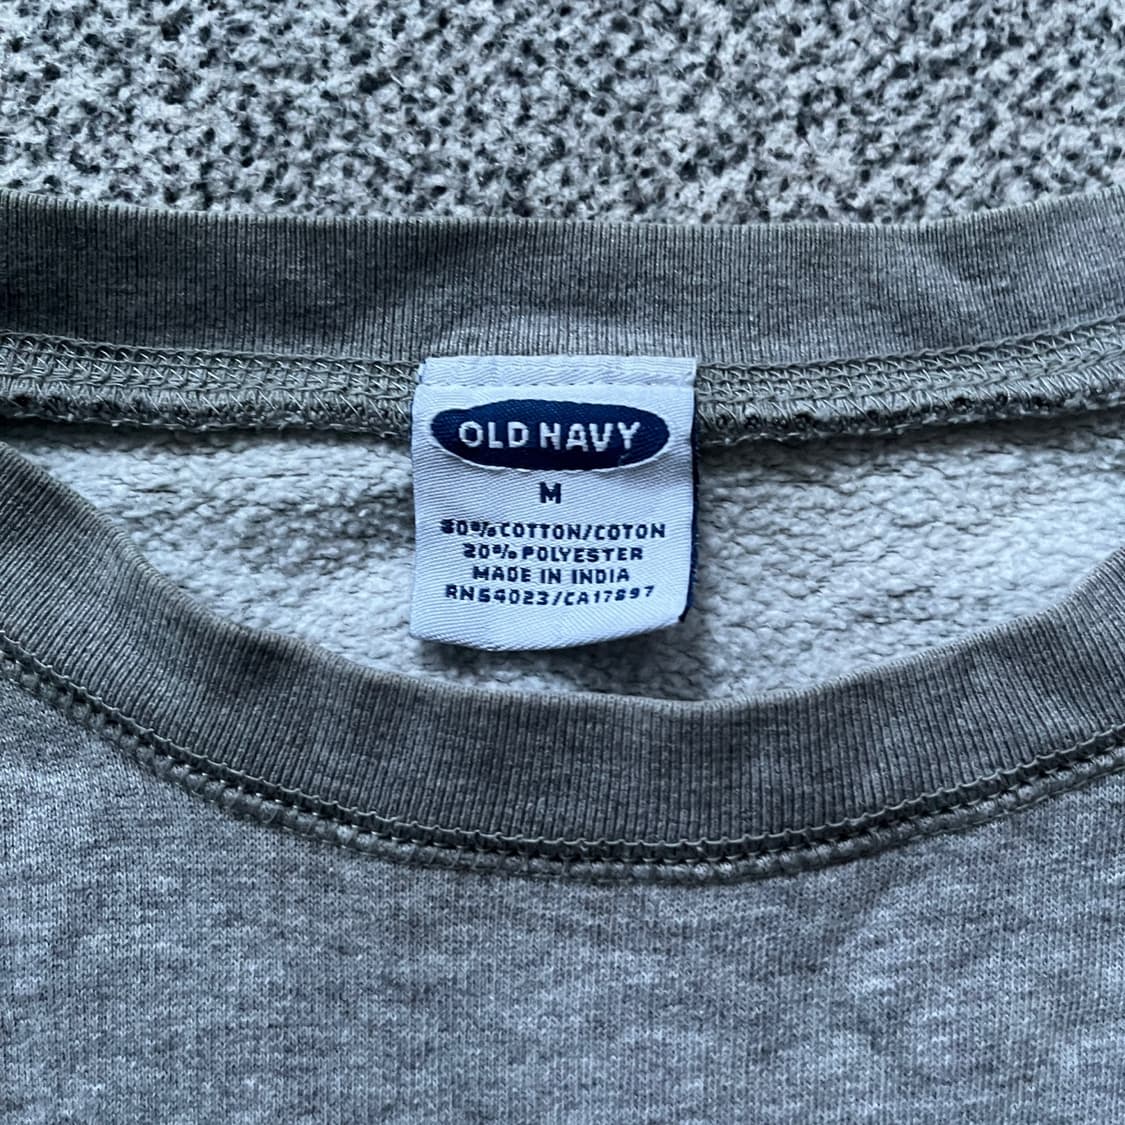 OLD NAVY
M
80% COTTON/COTON
20% POLYESTER
MADE IN INDIA
RN54023/CA17897